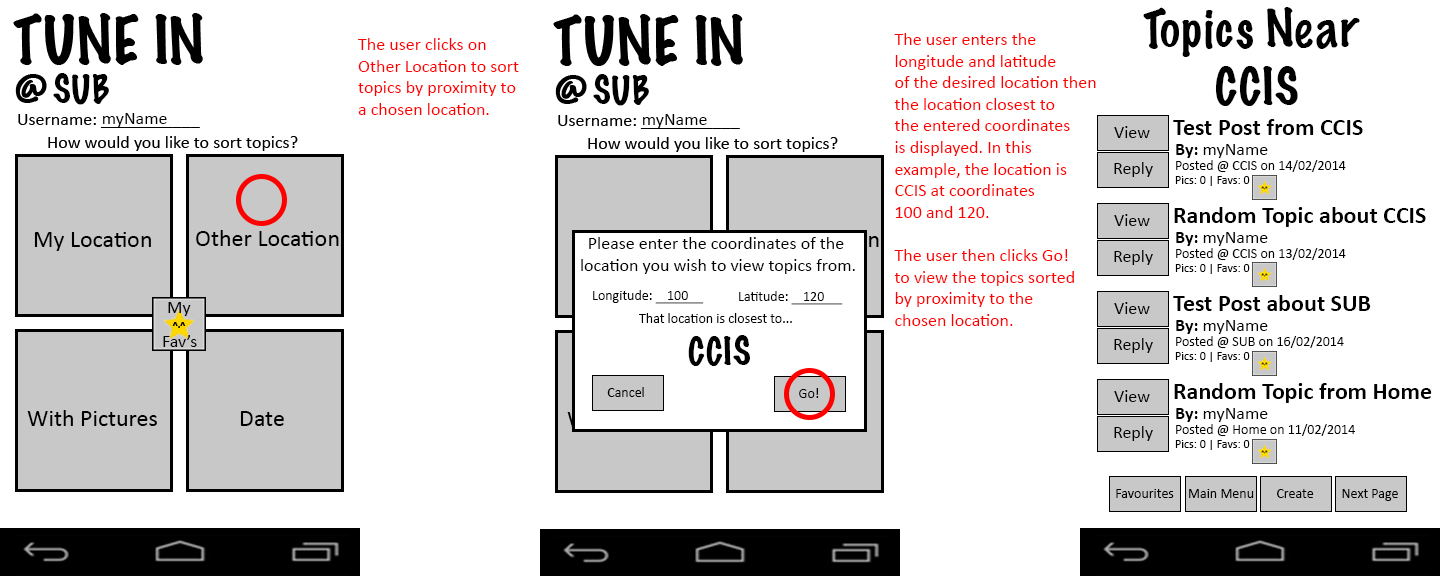 TUNE IN
@ SUB
Username: myName
How would you like to sort topics?
My Location
Other Location
My
Fav's
With Pictures
Date
The user clicks on
Other Location to sort
topics by proximity to
a chosen location.
TUNE IN
@ SUB
Username: myName
How would you like to sort topics?
n
Please enter the coordinates of the
location you wish to view topics from.
Longitude: 100
Latitude: 120
That location is closest to...
CCIS
Cancel
Go!
The user enters the
longitude and latitude
of the desired location then
the location closest to
the entered coordinates
is displayed. In this
example, the location is
CCIS at coordinates
100 and 120.
The user then clicks Go!
to view the topics sorted
by proximity to the
chosen location.
Topics Near
CCIS
View
Reply
Test Post from CCIS
By: myName
Posted @ CCIS on 14/02/2014
Pics: 0 | Favs: 0
View
Reply
Random Topic about CCIS
By: myName
Posted @ CCIS on 13/02/2014
Pics: 0 | Favs: 0
View
Reply
Test Post about SUB
By: myName
Posted @ SUB on 16/02/2014
Pics: 0 | Favs: 0
View
Reply
Random Topic from Home
By: myName
Posted @ Home on 11/02/2014
Pics: 0 | Favs: 0
Favourites
Main Menu
Create
Next Page